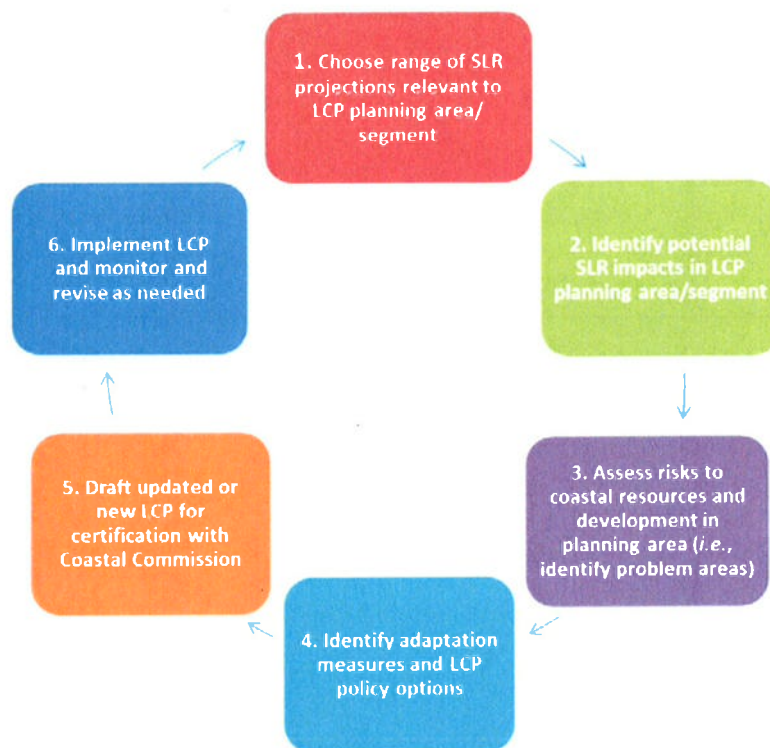 1. Choose range of SLR
projections relevant to
LCP planning area/
segment
2. Identify potential
SLR impacts in LCP
planning area/segment
3. Assess risks to
coastal resources and
development in
planning area (i.e.,
identify problem areas)
4. Identify adaptation
measures and LCP
policy options
5. Draft updated or
new LCP for
certification with
Coastal Commission
6. Implement LCP
and monitor and
revise as needed